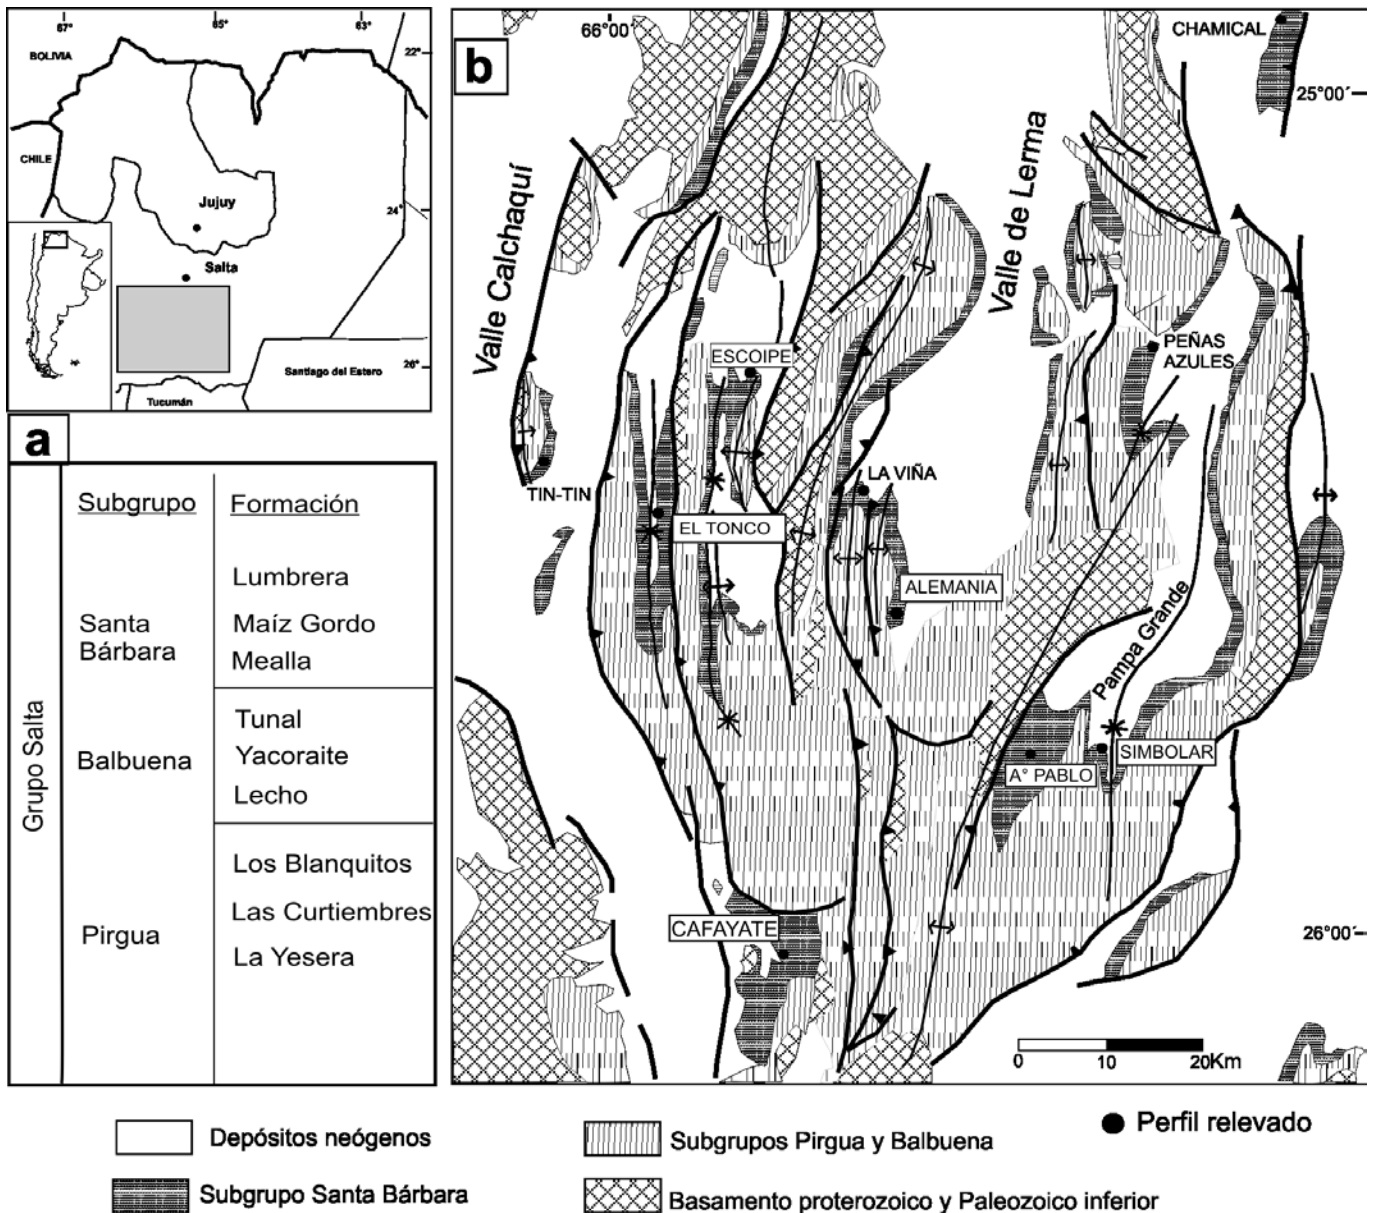 67°
65°
63°
BOLIVIA
22°
CHILE
Jujuy
24°
Salta
26°
Santiago del Estero
Tucumán
a
Subgrupo
Formación
Grupo Salta
Lumbrera
Santa
Bárbara
Maíz Gordo
Mealla
Tunal
Balbuena
Yacoraite
Lecho
Los Blanquitos
Las Curtiembres
Pirgua
La Yesera
b
66°00´
CHAMICAL
25°00´
Valle Calchaquí
Valle de Lerma
ESCOIPE
PEÑAS
AZULES
TIN-TIN
LA VIÑA
EL TONCO
ALEMANIA
Pampa Grande
SIMBOLAR
A° PABLO
CAFAYATE
26°00´
0 10 20Km
Depósitos neógenos
Subgrupos Pirgua y Balbuena
Perfil relevado
Subgrupo Santa Bárbara
Basamento proterozoico y Paleozoico inferior